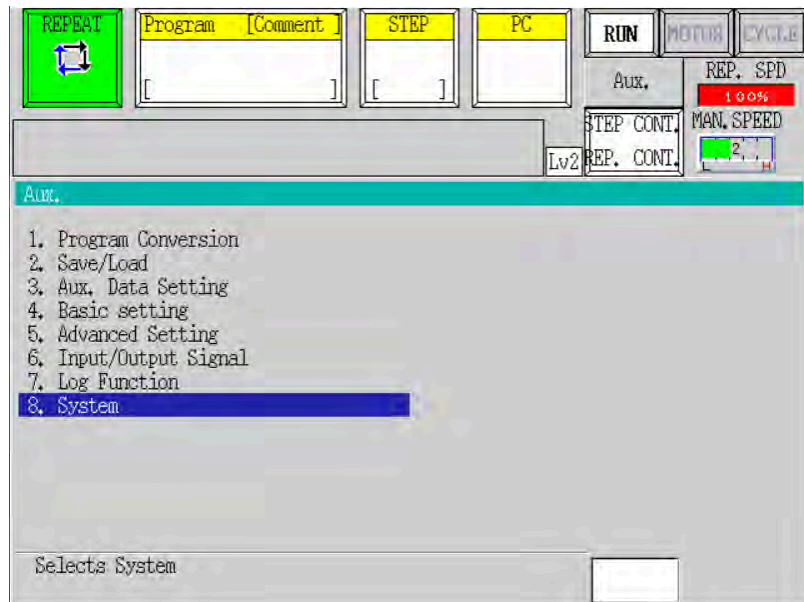 REPEAT
Program [Comment ]
[ ]
STEP
[ ]
PC
RUN
MOTOR
CYCLE
Aux.
REP. SPD
100%
STEP CONT.
REP. CONT.
MAN. SPEED
2
L H
Lv2
Aux.
1. Program Conversion
2. Save/Load
3. Aux. Data Setting
4. Basic setting
5. Advanced Setting
6. Input/Output Signal
7. Log Function
8. System
Selects System